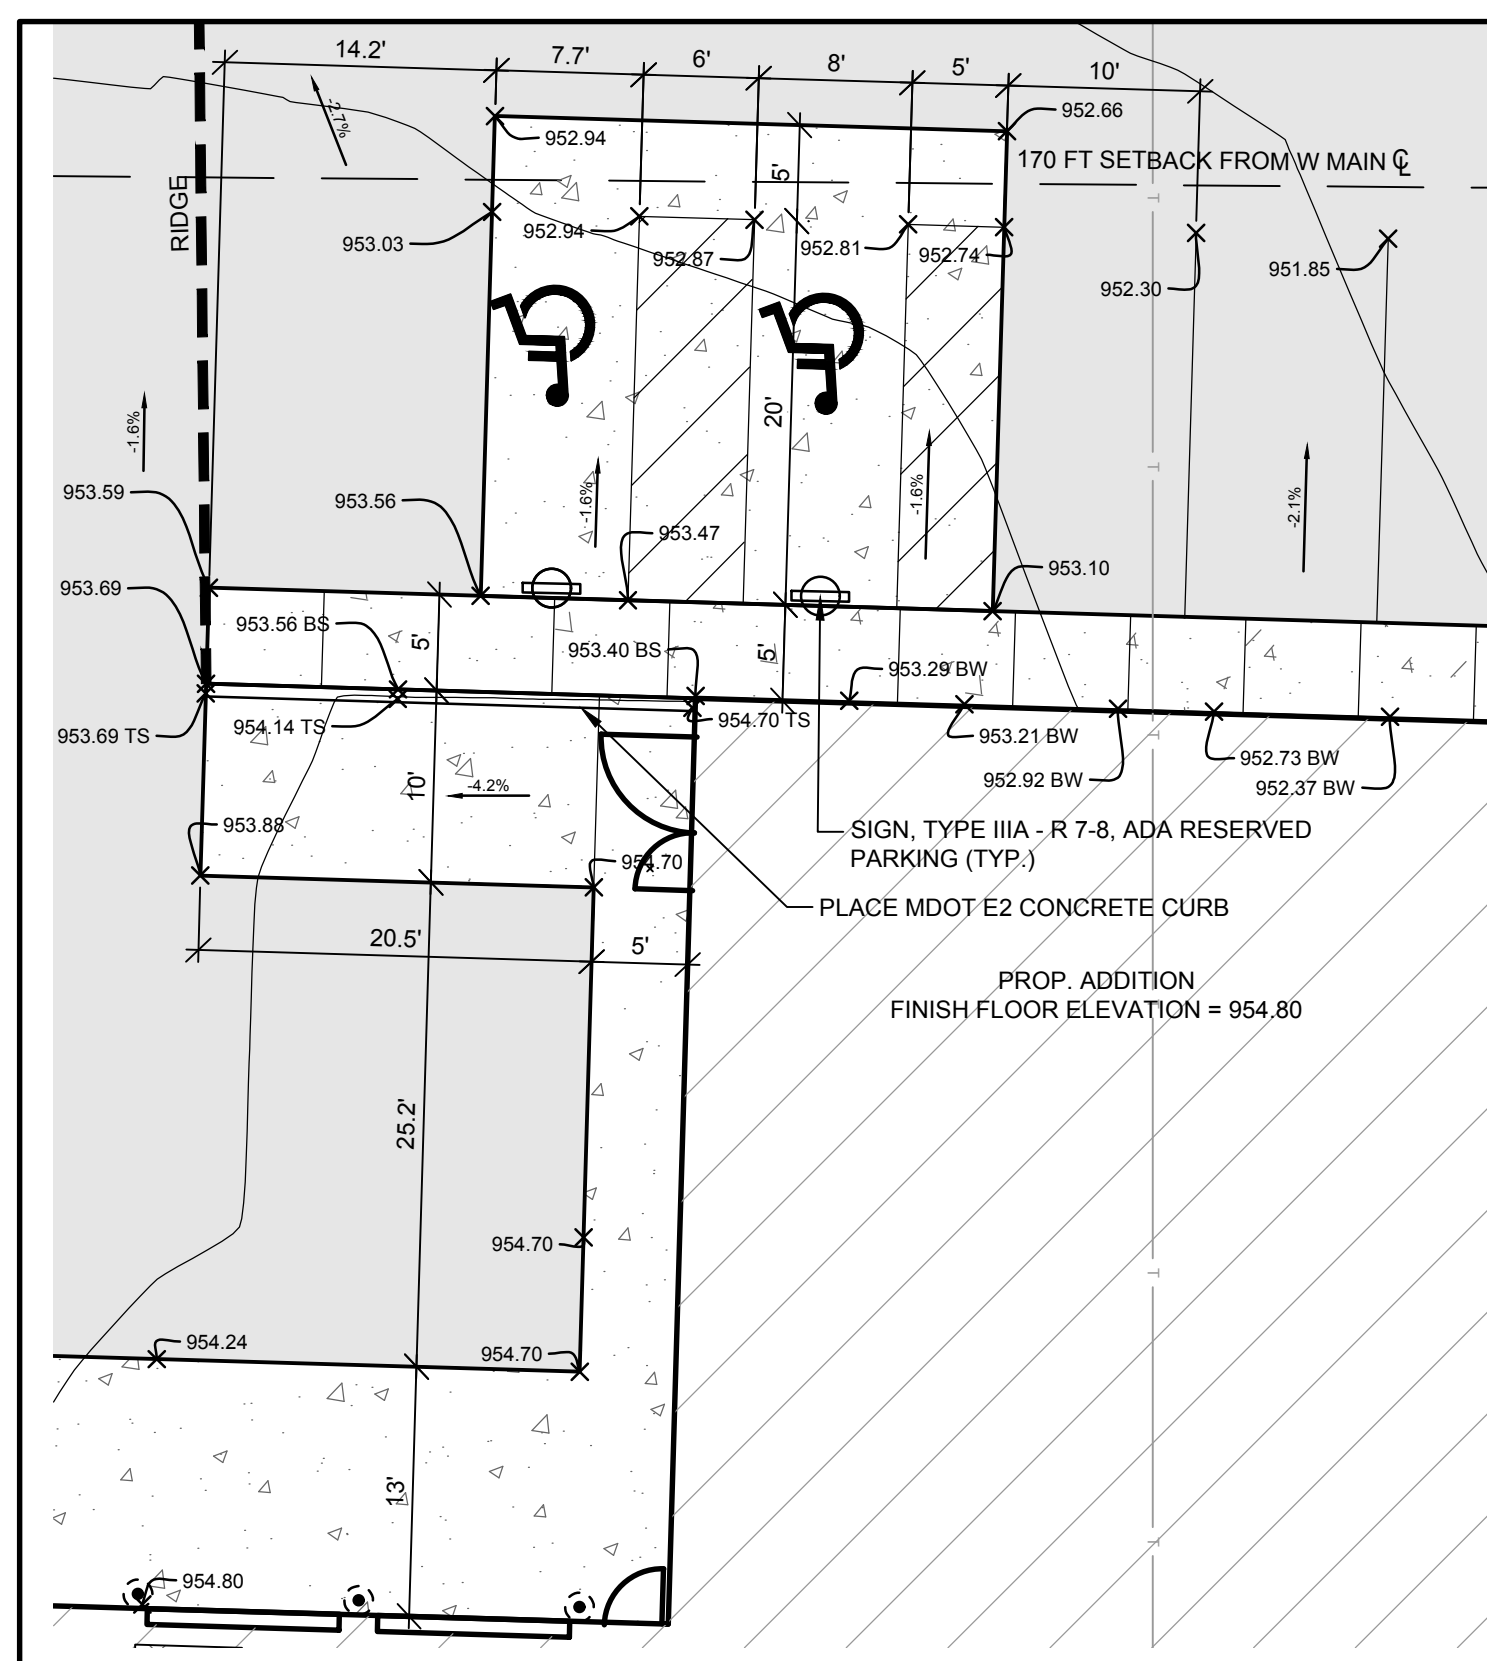 14.2'
7.7'
6'
8'
5'
10'
-2.7%
952.94
952.66
170 FT SETBACK FROM W MAIN ℄
RIDGE
5'
953.03
952.94
952.87
952.81
952.74
952.30
951.85
T
20'
-1.6%
953.59
953.56
-1.6%
953.47
-1.6%
-2.1%
T
953.10
953.69
953.56 BS
5'
953.40 BS
5'
953.29 BW
953.69 TS
954.14 TS
954.70 TS
953.21 BW
T
952.92 BW
952.73 BW
952.37 BW
10'
-4.2%
953.88
954.70
SIGN, TYPE IIIA - R 7-8, ADA RESERVED
PARKING (TYP.)
PLACE MDOT E2 CONCRETE CURB
20.5'
5'
PROP. ADDITION
FINISH FLOOR ELEVATION = 954.80
T
25.2'
954.70
T
954.24
954.70
13'
T
954.80